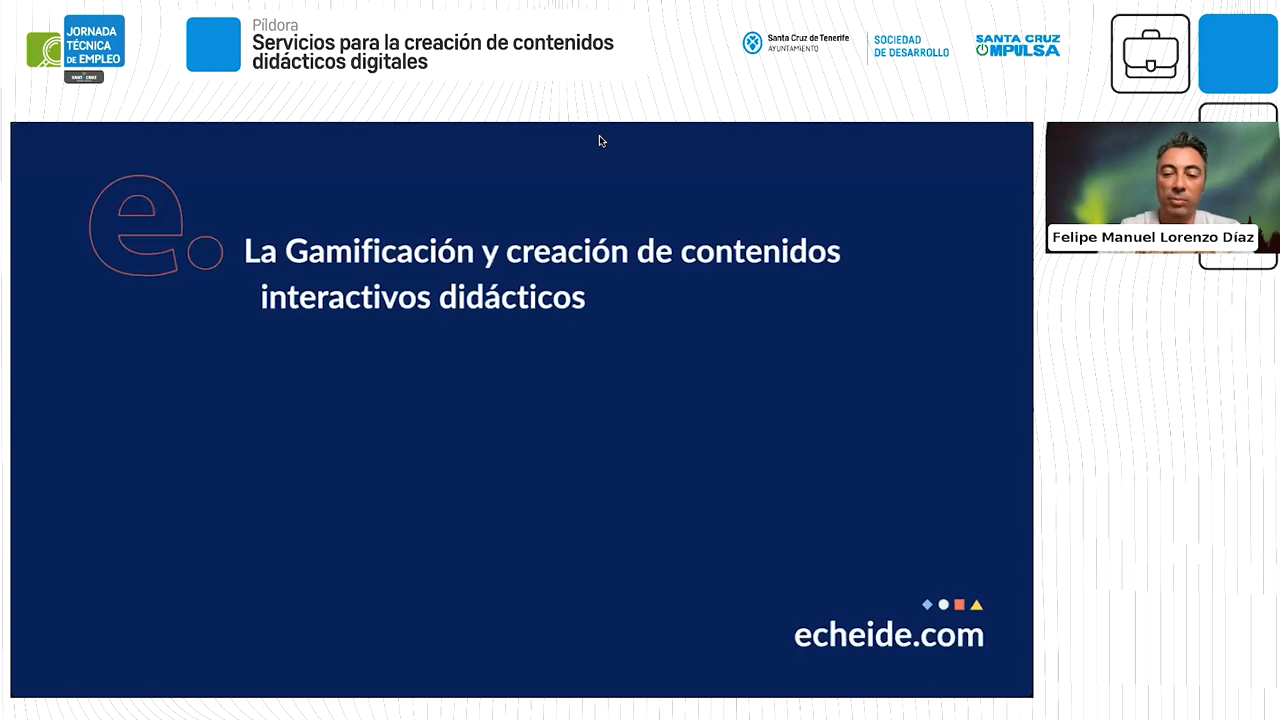 JORNADA
TÉCNICA
DE EMPLEO
Píldora
Servicios para la creación de contenidos
didácticos digitales
Santa Cruz de Tenerife
AYUNTAMIENTO
SOCIEDAD
DE DESARROLLO
SANTA CRUZ
IMPULSA
e.
La Gamificación y creación de contenidos
interactivos didácticos
Felipe Manuel Lorenzo Díaz
echeide.com